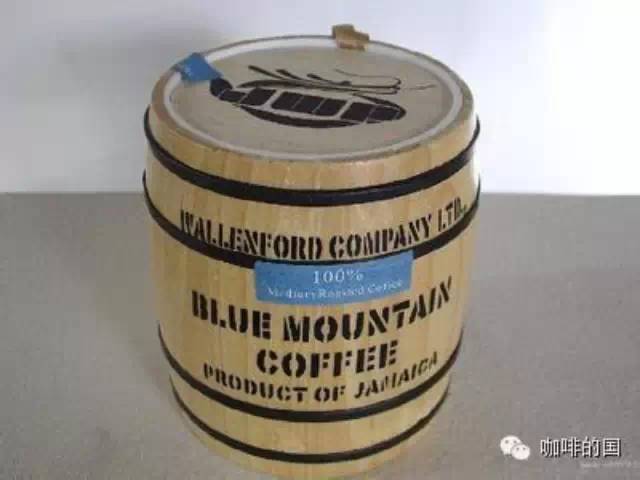 WALLENFORD COMPANY LTD.,
100%
Medium Roasted Coffee
BLUE MOUNTAIN
COFFEE
PRODUCT OF JAMAICA
咖啡的国